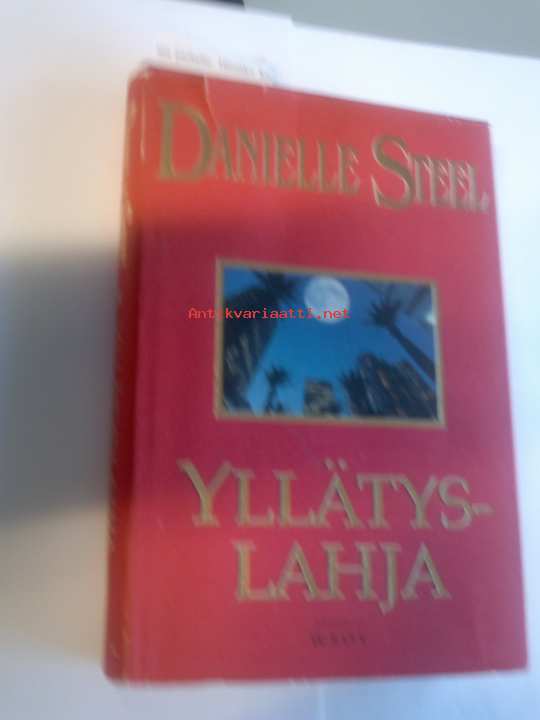 DANIELLE STEEL
Antikvariaatti.net
YLLÄTYS-
LAHJA